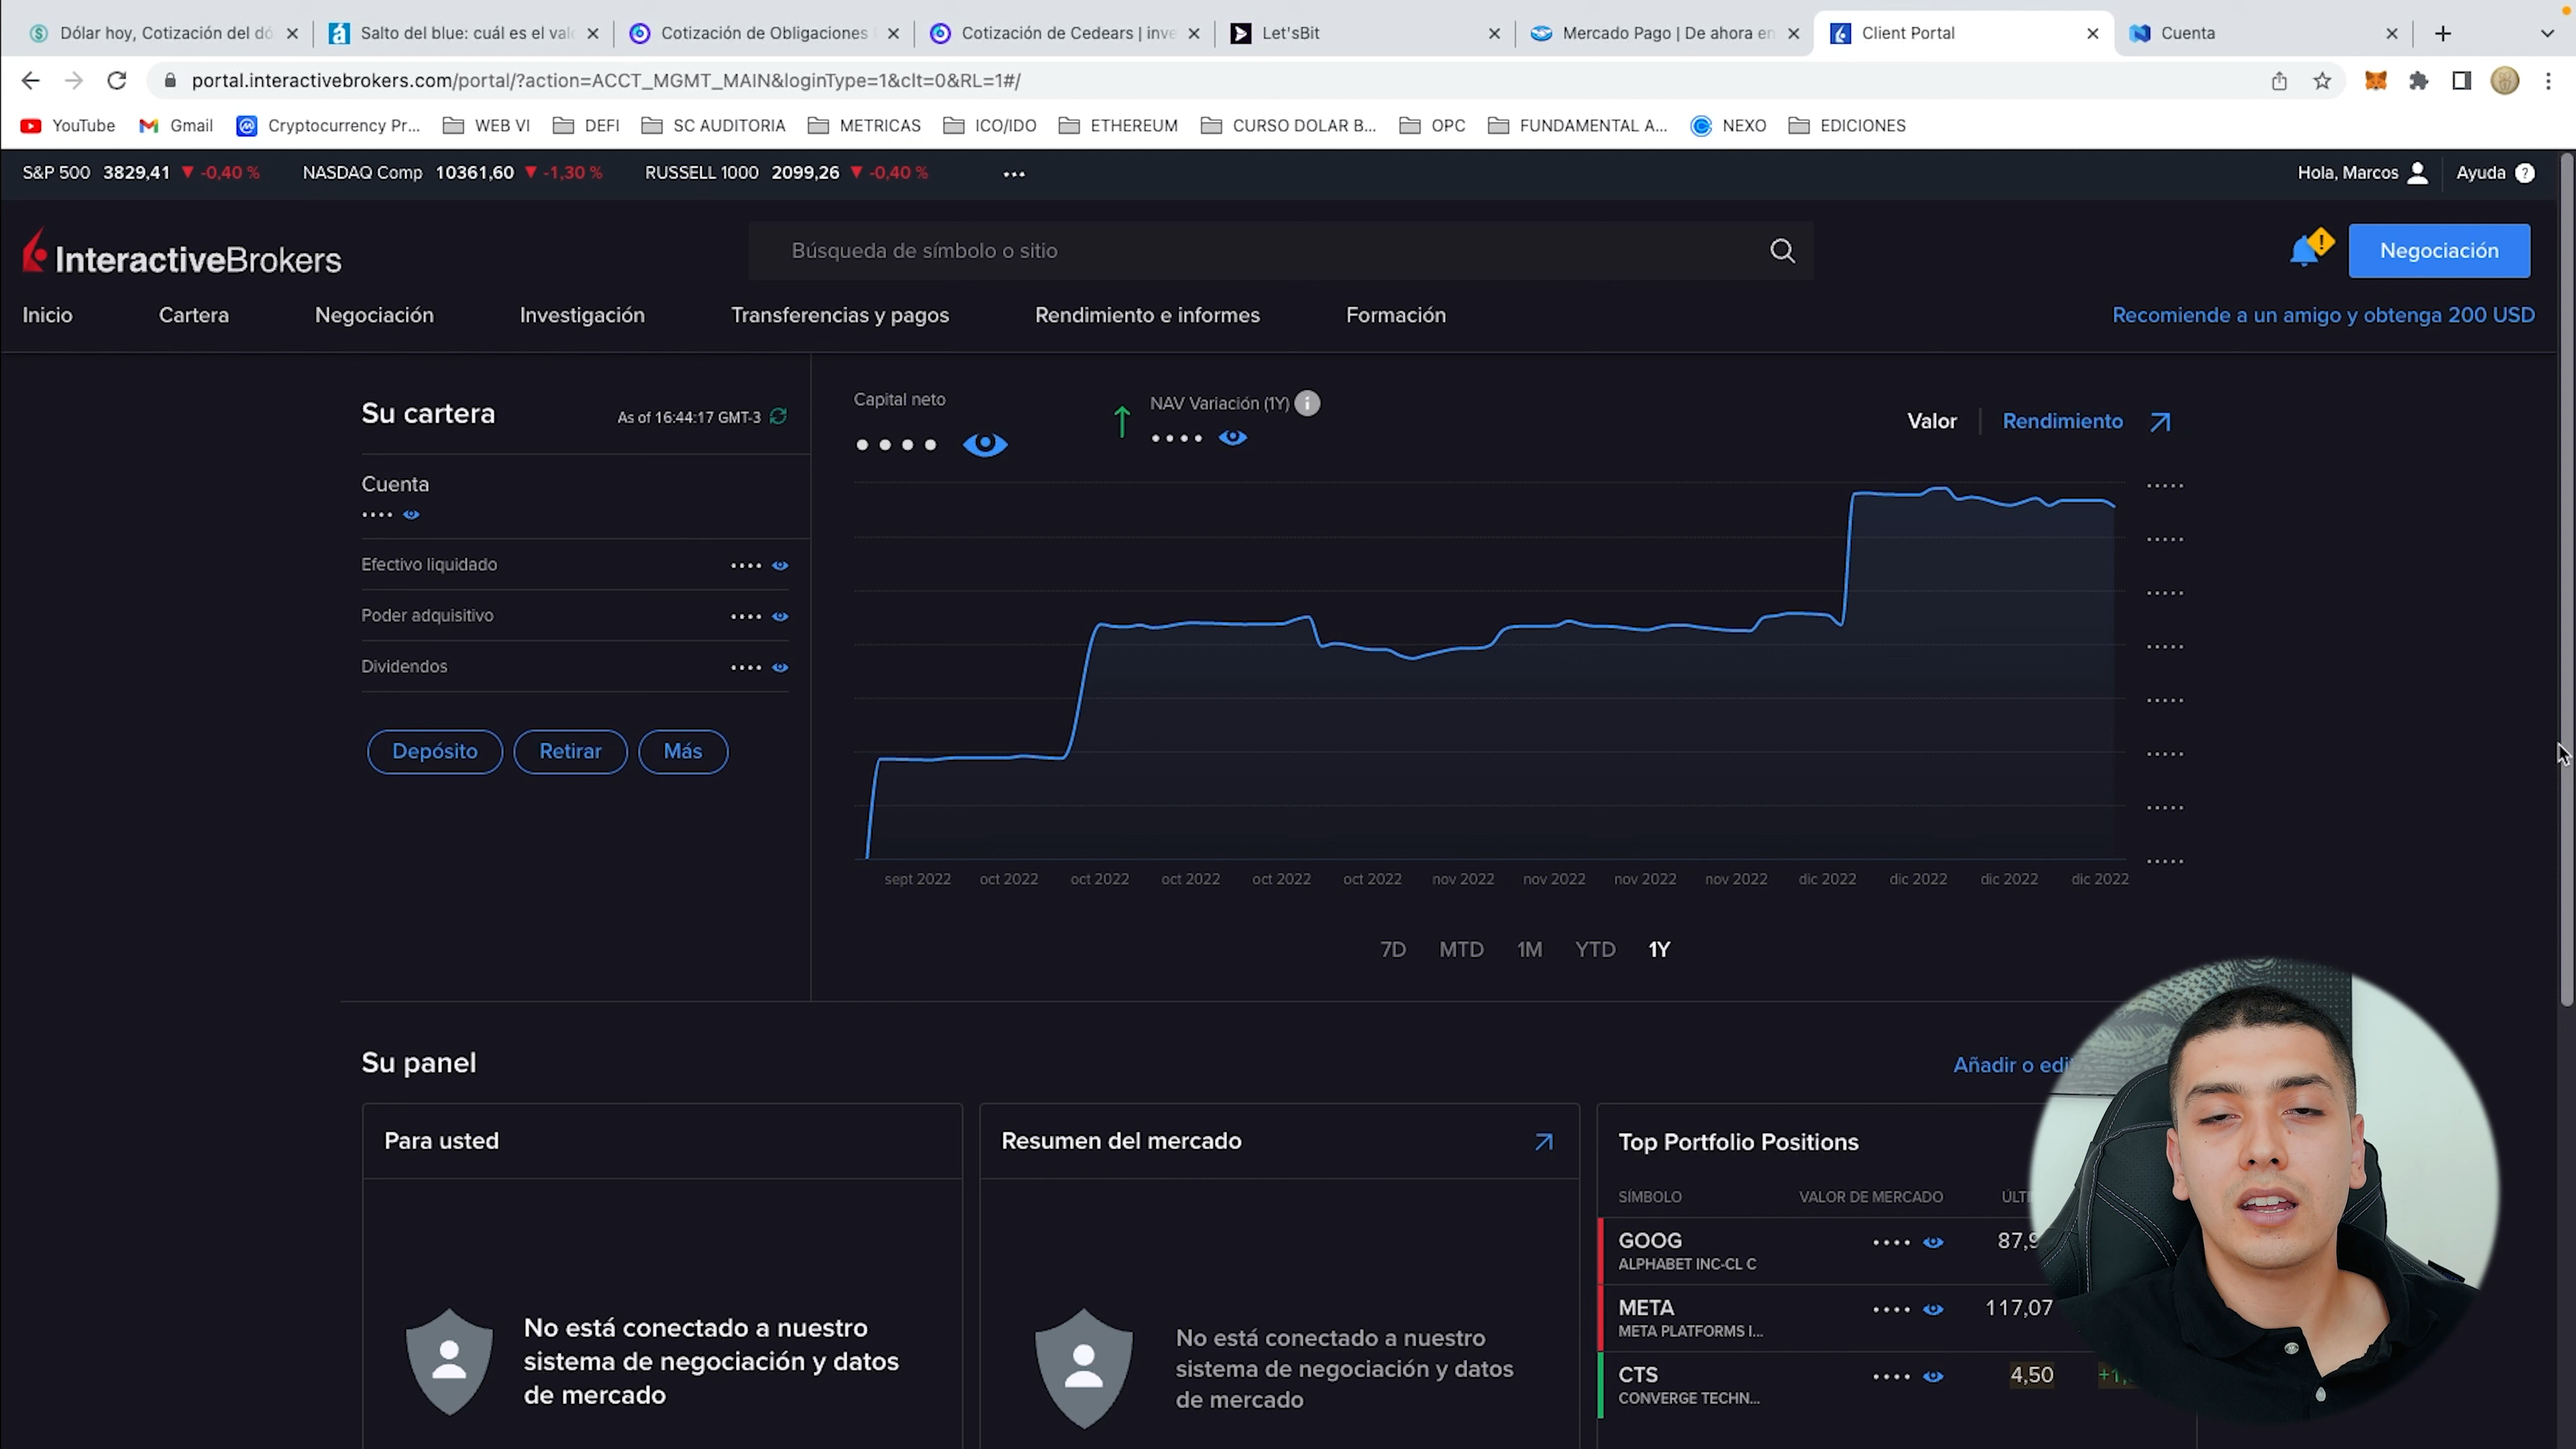 Dólar hoy, Cotización del dó
Salto del blue: cuál es el val
Cotización de Obligaciones
Cotización de Cedears | inve
Let'sBit
Mercado Pago | De ahora en
Client Portal
Cuenta
portal.interactivebrokers.com/portal/?action=ACCT_MGMT_MAIN&loginType=1&clt=0&RL=1#/
YouTube
Gmail
Cryptocurrency Pr...
WEB VI
DEFI
SC AUDITORIA
METRICAS
ICO/IDO
ETHEREUM
CURSO DOLAR B...
OPC
FUNDAMENTAL A...
NEXO
EDICIONES
S&P 500 3829,41 ▼ -0,40 %
NASDAQ Comp 10361,60 ▼ -1,30 %
RUSSELL 1000 2099,26 ▼ -0,40 %
Hola, Marcos
Ayuda ?
InteractiveBrokers
Búsqueda de símbolo o sitio
Negociación
Inicio
Cartera
Negociación
Investigación
Transferencias y pagos
Rendimiento e informes
Formación
Recomiende a un amigo y obtenga 200 USD
Su cartera
As of 16:44:17 GMT-3
Cuenta
Efectivo liquidado
Poder adquisitivo
Dividendos
Depósito
Retirar
Más
Capital neto
NAV Variación (1Y)
Valor
Rendimiento
sept 2022
oct 2022
oct 2022
oct 2022
oct 2022
oct 2022
nov 2022
nov 2022
nov 2022
nov 2022
dic 2022
dic 2022
dic 2022
dic 2022
7D
MTD
1M
YTD
1Y
Su panel
Añadir o edi
Para usted
No está conectado a nuestro
sistema de negociación y datos
de mercado
Resumen del mercado
No está conectado a nuestro
sistema de negociación y datos
de mercado
Top Portfolio Positions
SÍMBOLO
VALOR DE MERCADO
GOOG
87,9
ALPHABET INC-CL C
META
117,07
META PLATFORMS I...
CTS
4,50
CONVERGE TECHN...